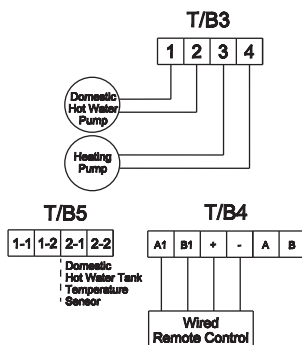 T/B3
1 2 3 4
Domestic
Hot Water
Pump
Heating
Pump
T/B5
1-1 1-2 2-1 2-2
Domestic
Hot Water Tank
Temperature
Sensor
T/B4
A1 B1 + - A B
Wired
Remote Control